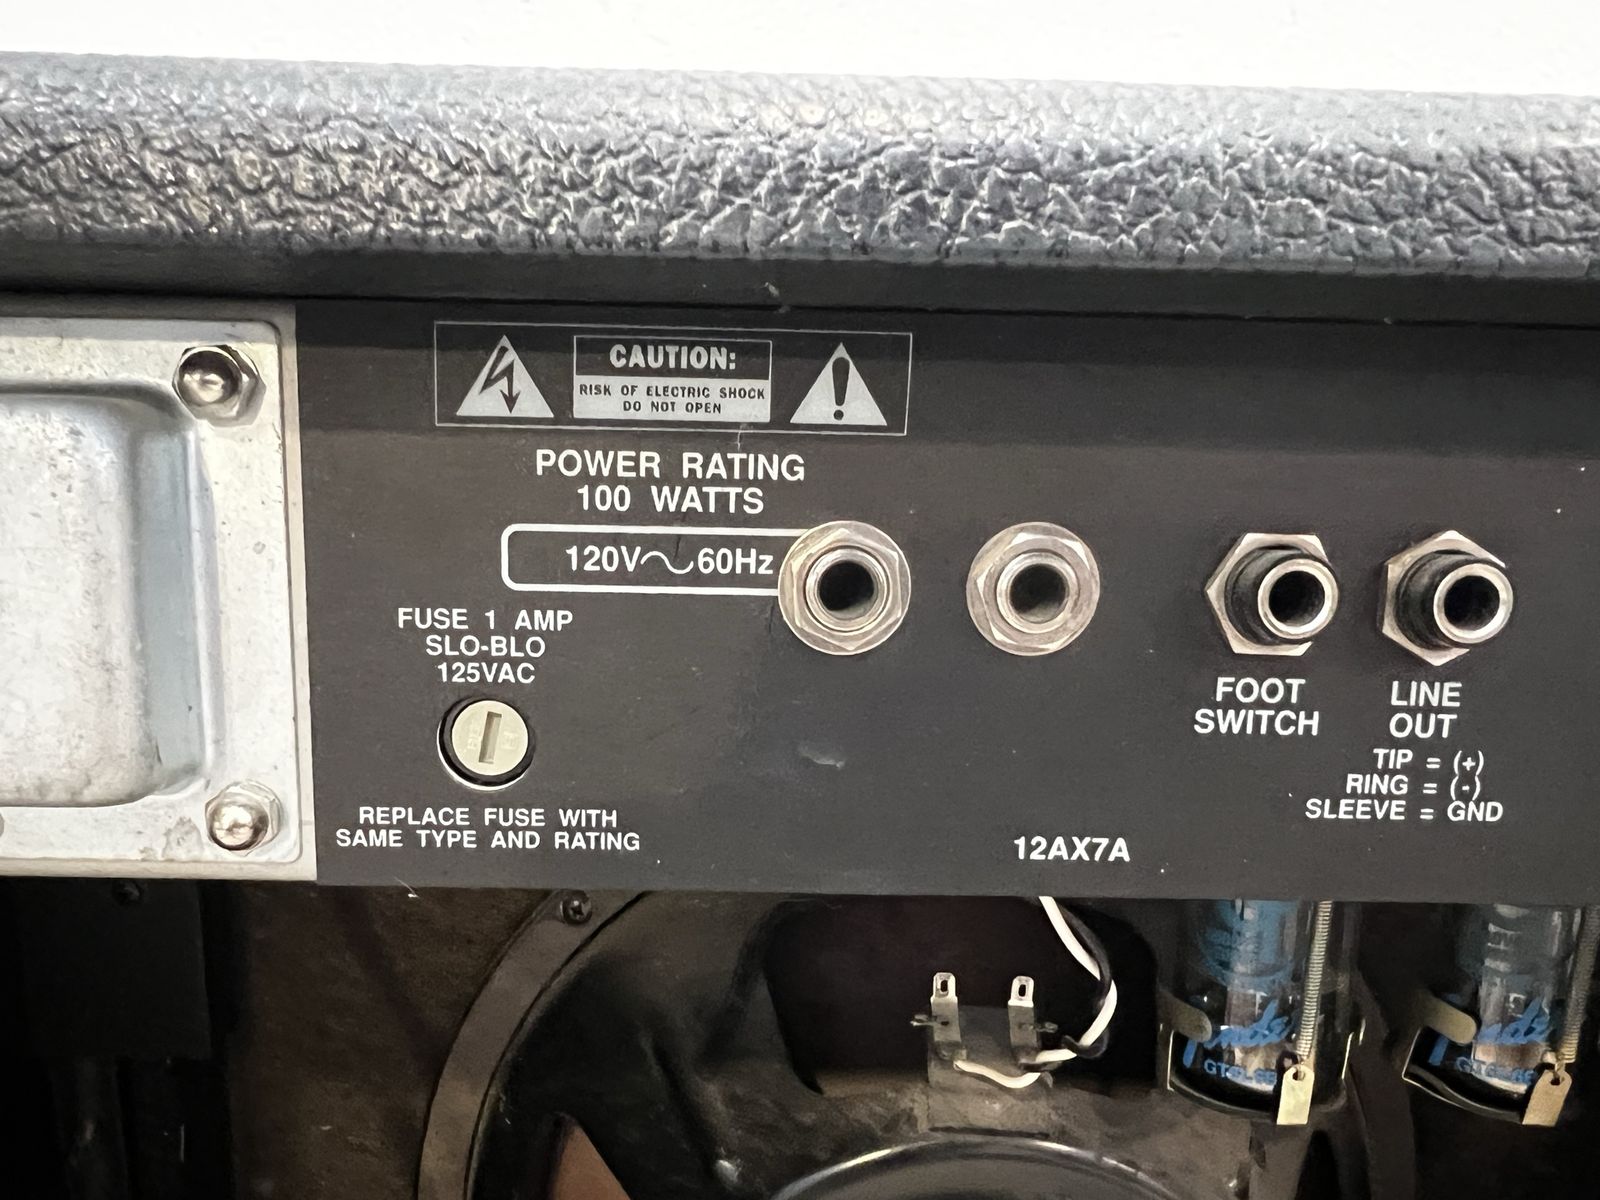 CAUTION:
RISK OF ELECTRIC SHOCK
DO NOT OPEN
POWER RATING
100 WATTS
120V～60Hz
FUSE 1 AMP
SLO-BLO
125VAC
REPLACE FUSE WITH
SAME TYPE AND RATING
FOOT
SWITCH
LINE
OUT
TIP = (+)
RING = (-)
SLEEVE = GND
12AX7A